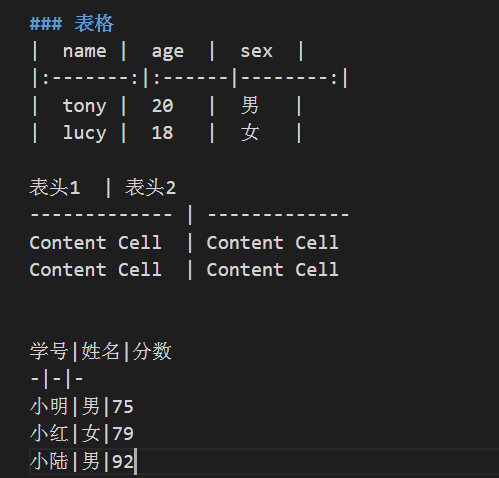 ### 表格
|  name |  age  |  sex  |
|:-------:|:------|--------:|
|  tony |  20   |  男   |
|  lucy |  18   |  女   |
表头1  | 表头2
------------- | -------------
Content Cell  | Content Cell
Content Cell  | Content Cell
学号|姓名|分数
-|-|-
小明|男|75
小红|女|79
小陆|男|92